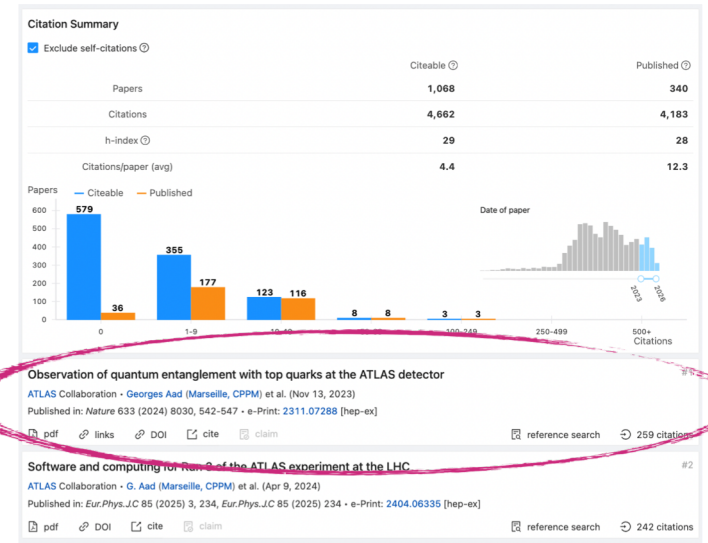 Citation Summary
Exclude self-citations
Citeable Published
Papers 1,068 340
Citations 4,662 4,183
h-index 29 28
Citations/paper (avg) 4.4 12.3
Papers
Citeable Published
Date of paper
600
500
400
300
200
100
0
579 36
355 177
123 116
8 8
3 3
0 1-9 250-499 500+
Citations
2023 2026
Observation of quantum entanglement with top quarks at the ATLAS detector
ATLAS Collaboration • Georges Aad (Marseille, CPPM) et al. (Nov 13, 2023)
Published in: Nature 633 (2024) 8030, 542-547 • e-Print: 2311.07288 [hep-ex]
pdf links DOI cite claim reference search 259 citations
Software and computing for Run 3 of the ATLAS experiment at the LHC #2
ATLAS Collaboration • G. Aad (Marseille, CPPM) et al. (Apr 9, 2024)
Published in: Eur.Phys.J.C 85 (2025) 3, 234, Eur.Phys.J.C 85 (2025) 234 • e-Print: 2404.06335 [hep-ex]
pdf DOI cite claim reference search 242 citations